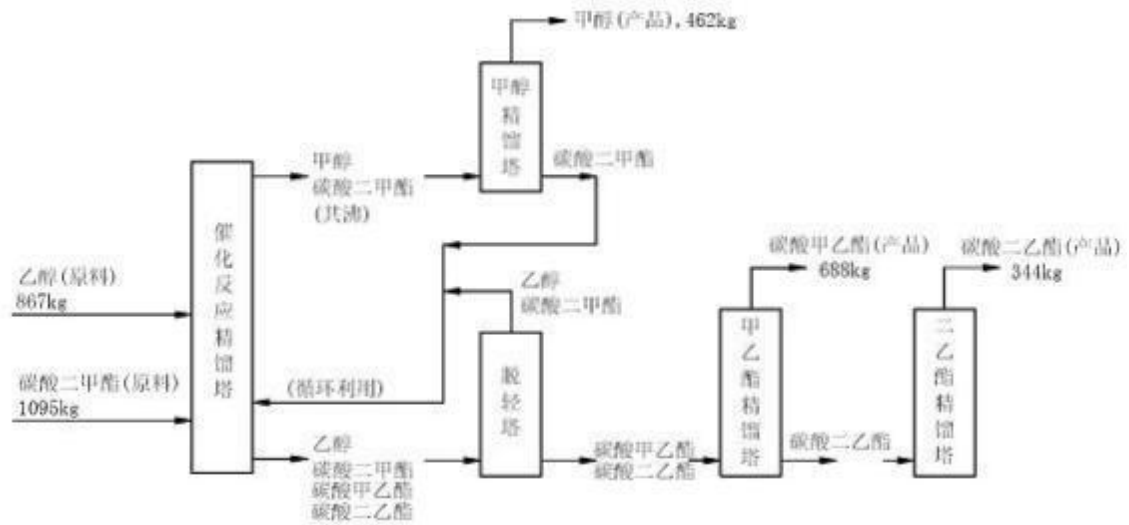 甲醇(产品),462kg
甲醇精馏塔
甲醇
碳酸二甲酯
(共沸)
碳酸二甲酯
催化反应精馏塔
乙醇(原料)
867kg
碳酸二甲酯(原料)
1095kg
乙醇
碳酸二甲酯
(循环利用)
脱轻塔
乙醇
碳酸二甲酯
碳酸甲乙酯
碳酸二乙酯
碳酸甲乙酯
碳酸二乙酯
碳酸甲乙酯(产品)
688kg
甲乙酯精馏塔
碳酸二乙酯
碳酸二乙酯(产品)
344kg
二乙酯精馏塔